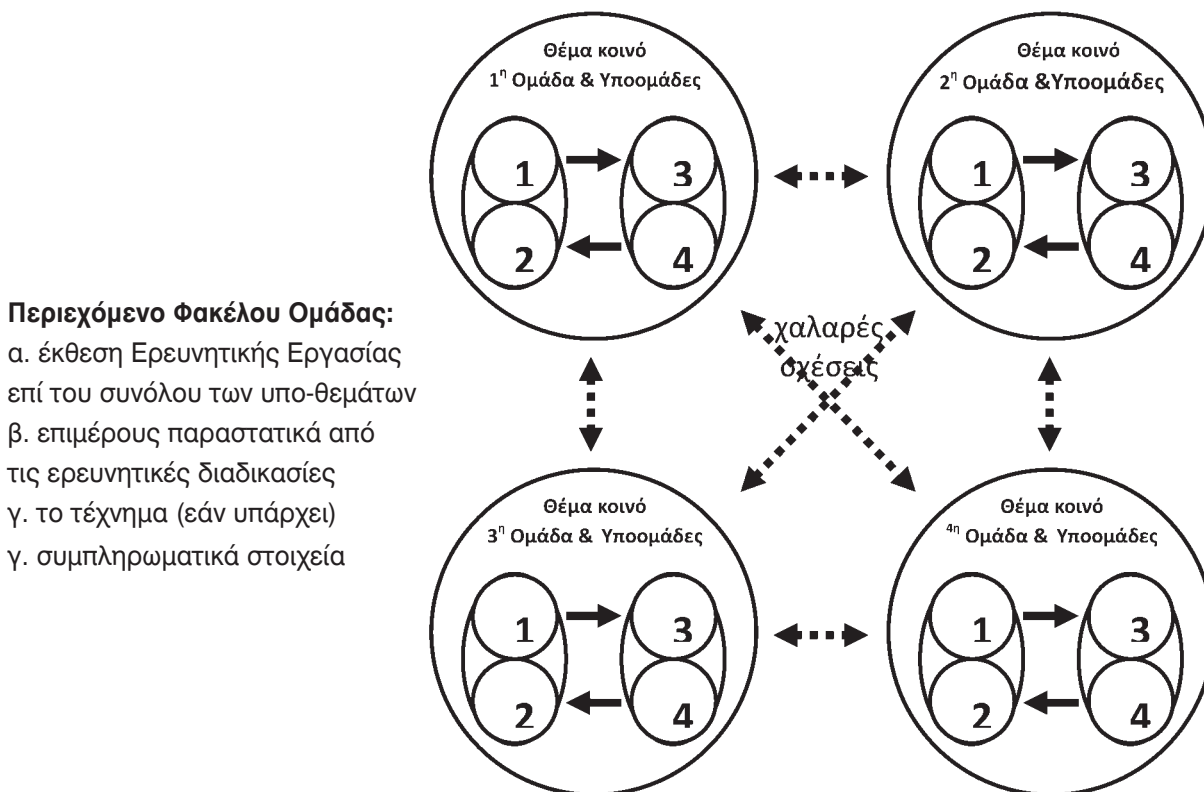 Θέμα κοινό
1η Ομάδα & Υποομάδες
1
3
2
4
Θέμα κοινό
2η Ομάδα &Υποομάδες
1
3
2
4
χαλαρές
σχέσεις
Περιεχόμενο Φακέλου Ομάδας:
α. έκθεση Ερευνητικής Εργασίας
επί του συνόλου των υπο-θεμάτων
β. επιμέρους παραστατικά από
τις ερευνητικές διαδικασίες
γ. το τέχνημα (εάν υπάρχει)
γ. συμπληρωματικά στοιχεία
Θέμα κοινό
3η Ομάδα & Υποομάδες
1
3
2
4
Θέμα κοινό
4η Ομάδα & Υποομάδες
1
3
2
4